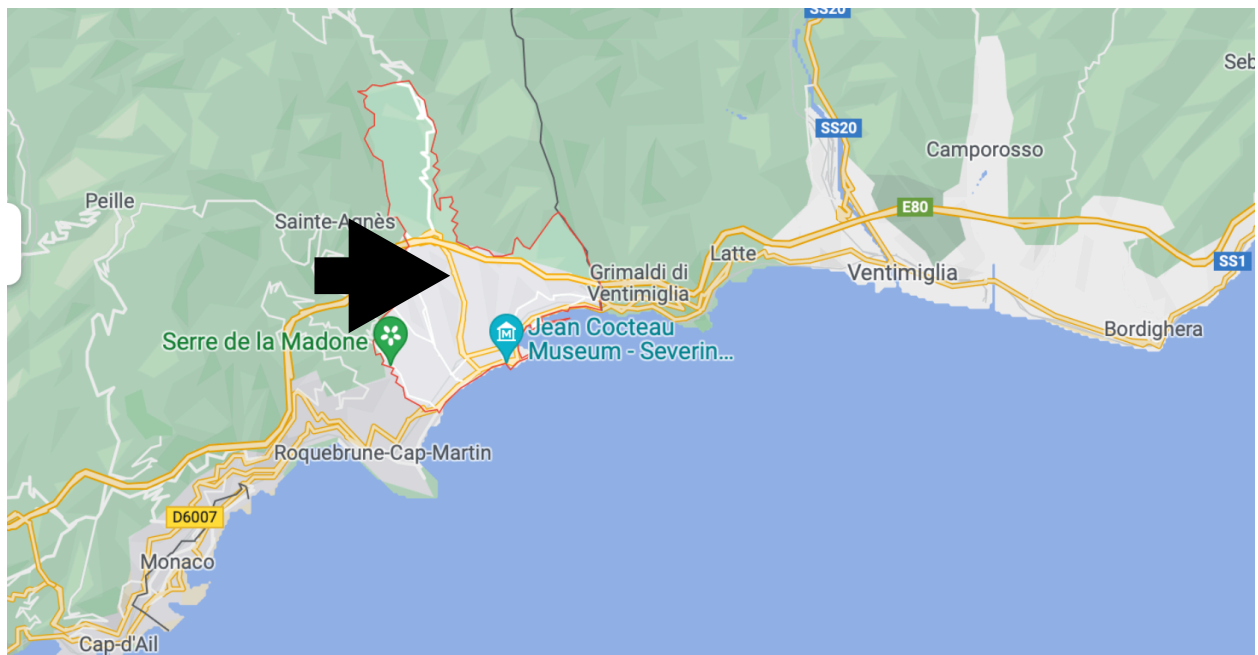 SS20
Seb
SS20
Camporosso
Peille
Sainte-Agnès
E80
Latte
Grimaldi di
Ventimiglia
Ventimiglia
SS1
Serre de la Madone
Jean Cocteau
Museum - Severin...
M
Bordighera
Roquebrune-Cap-Martin
D6007
Monaco
Cap-d'Ail